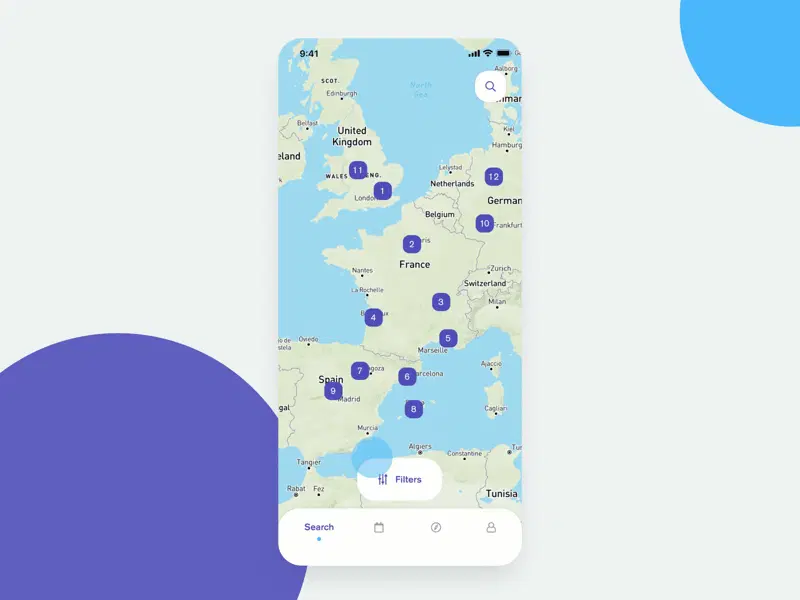 9:41
Aalborg
SCOT.
North
Sea
Edinburgh
Belfast
United
Kingdom
Kiel
Hamburg
eland
11
WALES
ENG.
Lelystad
12
1
London
Netherlands
German
Belgium
10
Frankfurt
2
ris
France
Nantes
Zurich
Switzerland
La Rochelle
3
Milan
4
5
Oviedo
Marseille
Ajaccio
7
goza
6
arcelona
Spain
9
Madrid
8
Cagliari
gal
Murcia
Algiers
Constantine
Tangier
Filters
Rabat
Fez
Tunisia
Search